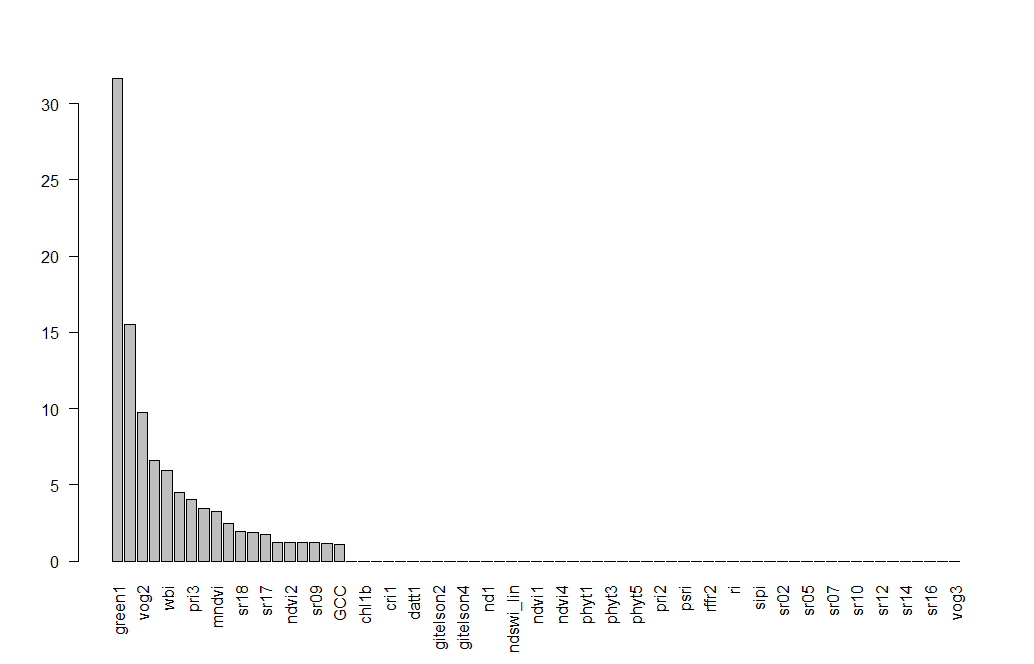 30
25
20
15
10
5
0
green1
vog2
wbi
pri3
mndvi
sr18
sr17
ndvi2
sr09
GCC
chl1b
cri1
datt1
gitelson2
gitelson4
nd1
ndswi_lin
ndvi1
ndvi4
phyt1
phyt3
phyt5
pri2
psri
rffr2
ri
sipi
sr02
sr05
sr07
sr10
sr12
sr14
sr16
vog3